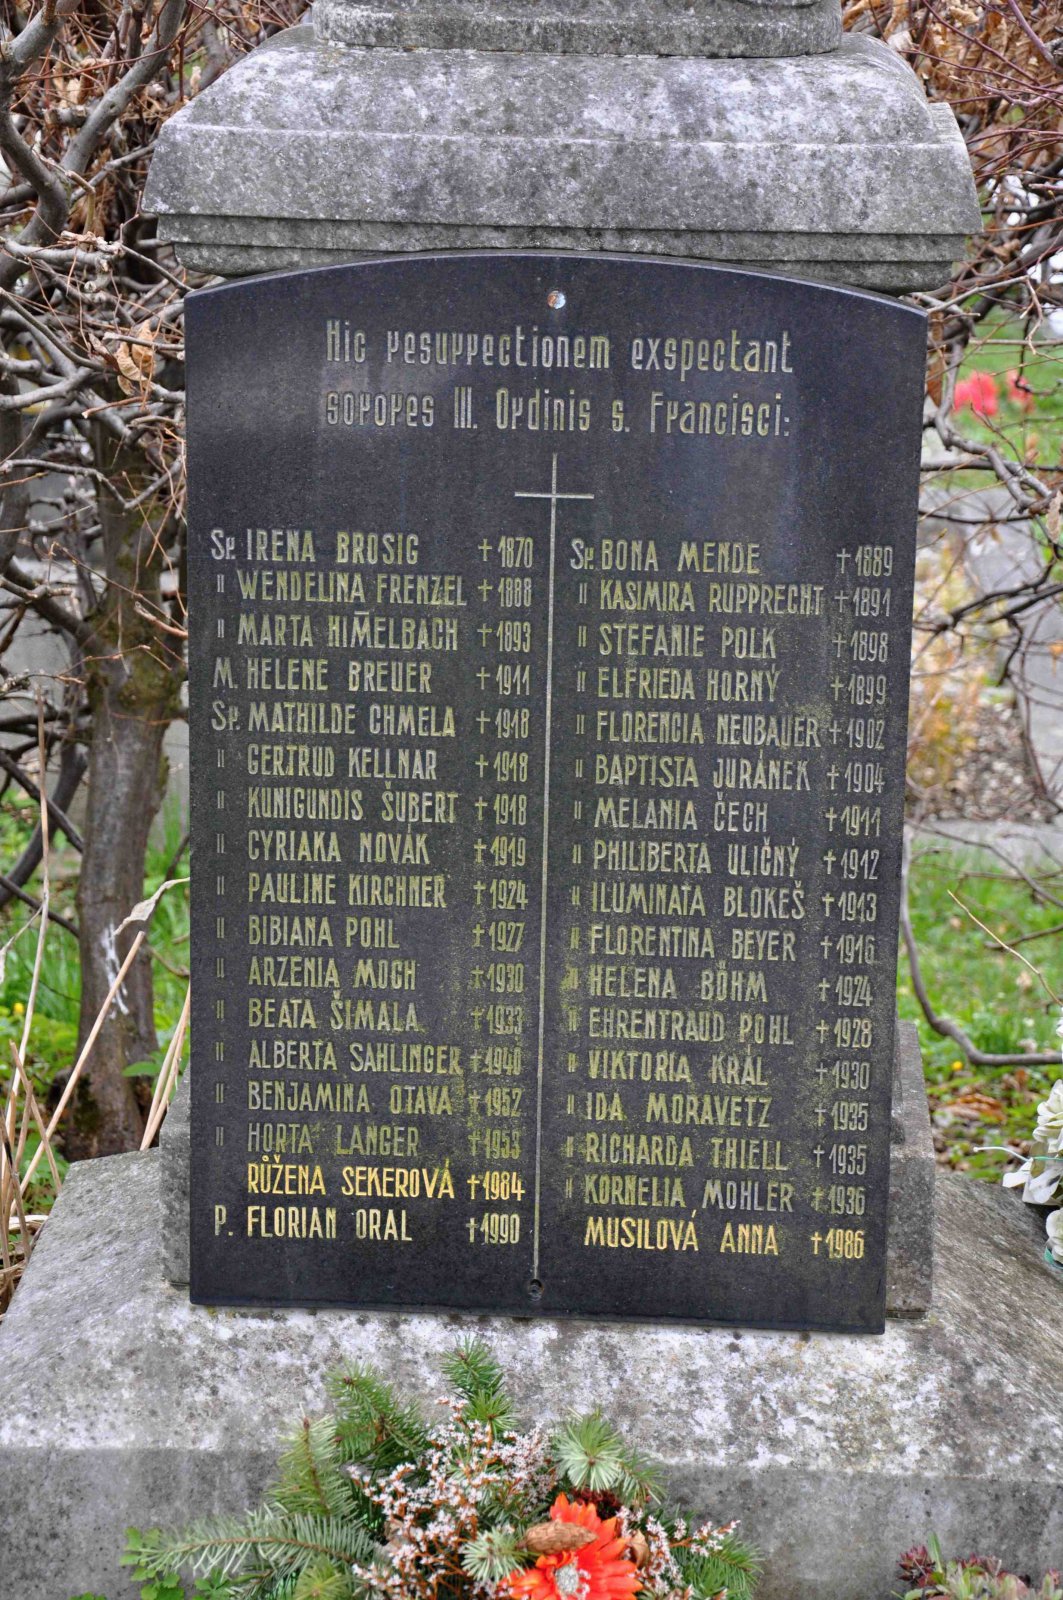 Hic resurrectionem exspectant
sorores III. Ordinis s. Francisci:
Sr. IRENA BROSIG †1870
" WENDELINA FRENZEL †1888
" MARTA HIM̄ELBACH †1893
M. HELENE BREUER †1911
Sr. MATHILDE CHMELA †1918
" GERTRUD KELLNAR †1918
" KUNIGUNDIS ŠUBERT †1918
" CYRIAKA NOVÁK †1919
" PAULINE KIRCHNER †1924
" BIBIANA POHL †1927
" ARZENIA MOCH †1930
" BEATA ŠIMALA †1933
" ALBERTA SAHLINGER †1940
" BENJAMINA OTAVA †1952
" HORTA LANGER †1953
RŮŽENA SEKEROVÁ †1984
P. FLORIAN ORAL †1990
Sr. BONA MENDE †1889
" KASIMIRA RUPPRECHT †1891
" STEFANIE POLK †1898
" ELFRIEDA HORNÝ †1899
" FLORENCIA NEUBAUER †1902
" BAPTISTA JURÁNEK †1904
" MELANIA ČECH †1911
" PHILIBERTA ULIČNÝ †1912
" ILUMINATA BLOKEŠ †1913
" FLORENTINA BEYER †1916
" HELENA BÖHM †1924
" EHRENTRAUD POHL †1928
" VIKTORIA KRÁL †1930
" IDA MORAVETZ †1935
" RICHARDA THIELL †1935
" KORNELIA MOHLER †1936
MUSILOVÁ ANNA †1986